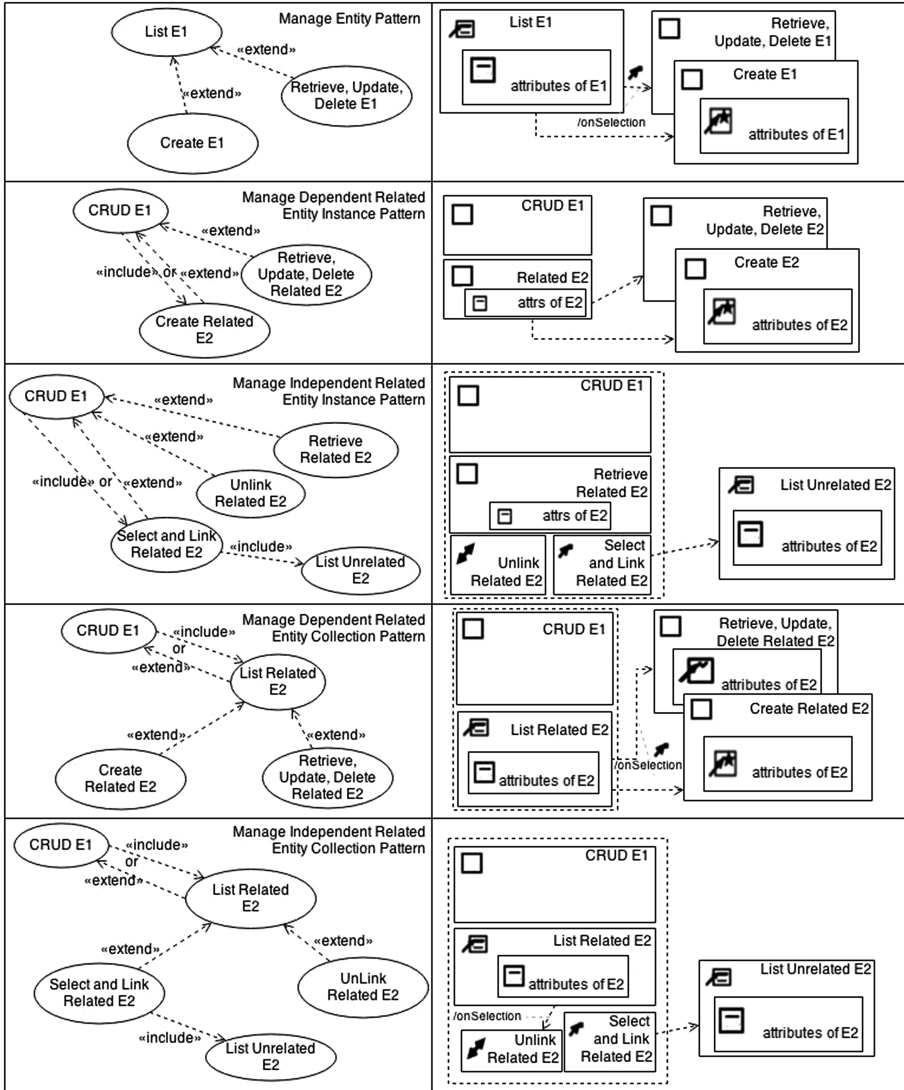 Manage Entity Pattern
List E1
«extend»
Retrieve, Update,
Delete E1
«extend»
Create E1
List E1
attributes of E1
/onSelection
Retrieve,
Update, Delete E1
Create E1
attributes of E1
Manage Dependent Related
Entity Instance Pattern
CRUD E1
«extend»
«include» or «extend»
Retrieve,
Update, Delete
Related E2
Create Related
E2
CRUD E1
Related E2
attrs of E2
Retrieve,
Update, Delete E2
Create E2
attributes of E2
Manage Independent Related
Entity Instance Pattern
CRUD E1
«extend»
«extend»
Retrieve
Related E2
«include» or «extend»
Unlink
Related E2
Select and Link
Related E2
«include»
List Unrelated
E2
CRUD E1
Retrieve
Related E2
attrs of E2
Unlink
Related E2
Select
and Link
Related E2
List Unrelated E2
attributes of E2
Manage Dependent Related
Entity Collection Pattern
CRUD E1
«include»
or
«extend»
List Related
E2
«extend»
«extend»
Create
Related E2
Retrieve,
Update, Delete
Related E2
CRUD E1
List Related E2
attributes of E2
/onSelection
Retrieve, Update,
Delete Related E2
attributes of E2
Create Related E2
attributes of E2
Manage Independent Related
Entity Collection Pattern
CRUD E1
«include»
or
«extend»
List Related
E2
«extend»
«extend»
Select and Link
Related E2
UnLink
Related E2
«include»
List Unrelated
E2
CRUD E1
List Related E2
attributes of E2
/onSelection
Unlink
Related E2
Select
and Link
Related E2
List Unrelated E2
attributes of E2